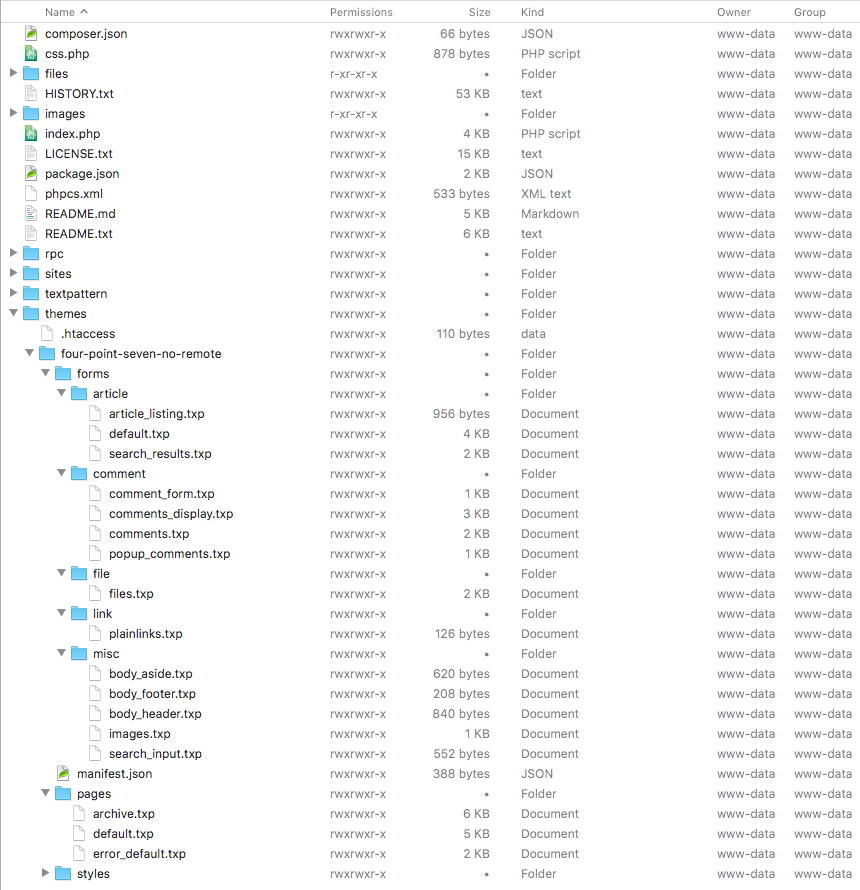 Name Permissions Size Kind Owner Group
composer.json rwxrwxr-x 66 bytes JSON www-data www-data
css.php rwxrwxr-x 878 bytes PHP script www-data www-data
files r-xr-xr-x • Folder www-data www-data
HISTORY.txt rwxrwxr-x 53 KB text www-data www-data
images r-xr-xr-x • Folder www-data www-data
index.php rwxrwxr-x 4 KB PHP script www-data www-data
LICENSE.txt rwxrwxr-x 15 KB text www-data www-data
package.json rwxrwxr-x 2 KB JSON www-data www-data
phpcs.xml rwxrwxr-x 533 bytes XML text www-data www-data
README.md rwxrwxr-x 5 KB Markdown www-data www-data
README.txt rwxrwxr-x 6 KB text www-data www-data
rpc rwxrwxr-x • Folder www-data www-data
sites rwxrwxr-x • Folder www-data www-data
textpattern rwxrwxr-x • Folder www-data www-data
themes rwxrwxr-x • Folder www-data www-data
.htaccess rwxrwxr-x 110 bytes data www-data www-data
four-point-seven-no-remote rwxrwxr-x • Folder www-data www-data
forms rwxrwxr-x • Folder www-data www-data
article rwxrwxr-x • Folder www-data www-data
article_listing.txp rwxrwxr-x 956 bytes Document www-data www-data
default.txp rwxrwxr-x 4 KB Document www-data www-data
search_results.txp rwxrwxr-x 2 KB Document www-data www-data
comment rwxrwxr-x • Folder www-data www-data
comment_form.txp rwxrwxr-x 1 KB Document www-data www-data
comments_display.txp rwxrwxr-x 3 KB Document www-data www-data
comments.txp rwxrwxr-x 2 KB Document www-data www-data
popup_comments.txp rwxrwxr-x 1 KB Document www-data www-data
file rwxrwxr-x • Folder www-data www-data
files.txp rwxrwxr-x 2 KB Document www-data www-data
link rwxrwxr-x • Folder www-data www-data
plainlinks.txp rwxrwxr-x 126 bytes Document www-data www-data
misc rwxrwxr-x • Folder www-data www-data
body_aside.txp rwxrwxr-x 620 bytes Document www-data www-data
body_footer.txp rwxrwxr-x 208 bytes Document www-data www-data
body_header.txp rwxrwxr-x 840 bytes Document www-data www-data
images.txp rwxrwxr-x 1 KB Document www-data www-data
search_input.txp rwxrwxr-x 552 bytes Document www-data www-data
manifest.json rwxrwxr-x 388 bytes JSON www-data www-data
pages rwxrwxr-x • Folder www-data www-data
archive.txp rwxrwxr-x 6 KB Document www-data www-data
default.txp rwxrwxr-x 5 KB Document www-data www-data
error_default.txp rwxrwxr-x 2 KB Document www-data www-data
styles rwxrwxr-x • Folder www-data www-data